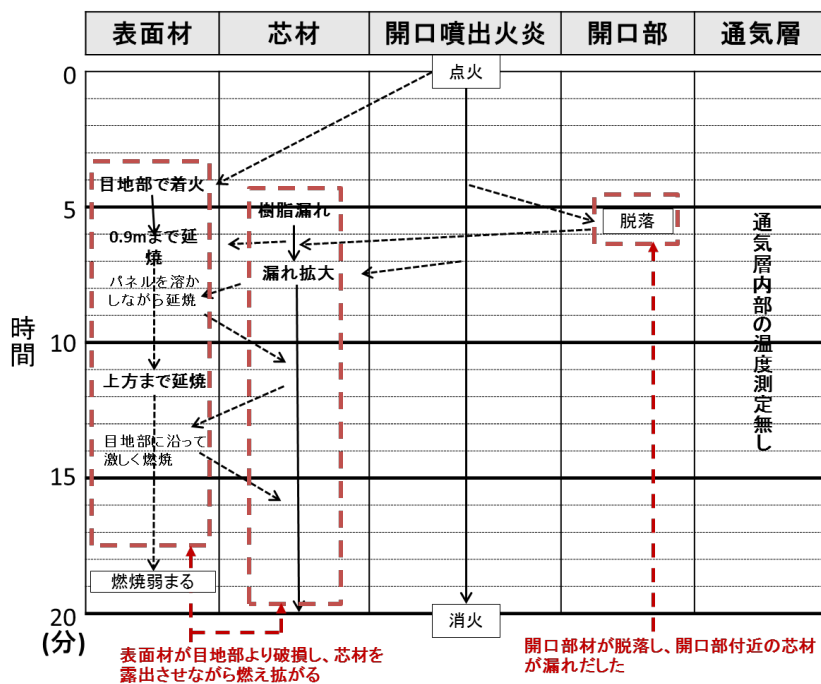 表面材 芯材 開口噴出火炎 開口部 通気層
0
点火
目地部で着火
樹脂漏れ
5
脱落
0.9mまで延
焼
漏れ拡大
パネルを溶か
しながら延焼
通気層内部の温度測定無し
時間
10
上方まで延焼
目地部に沿って
激しく燃焼
15
燃焼弱まる
20
(分)
消火
表面材が目地部より破損し、芯材を
露出させながら燃え拡がる
開口部材が脱落し、開口部付近の芯材
が漏れだした